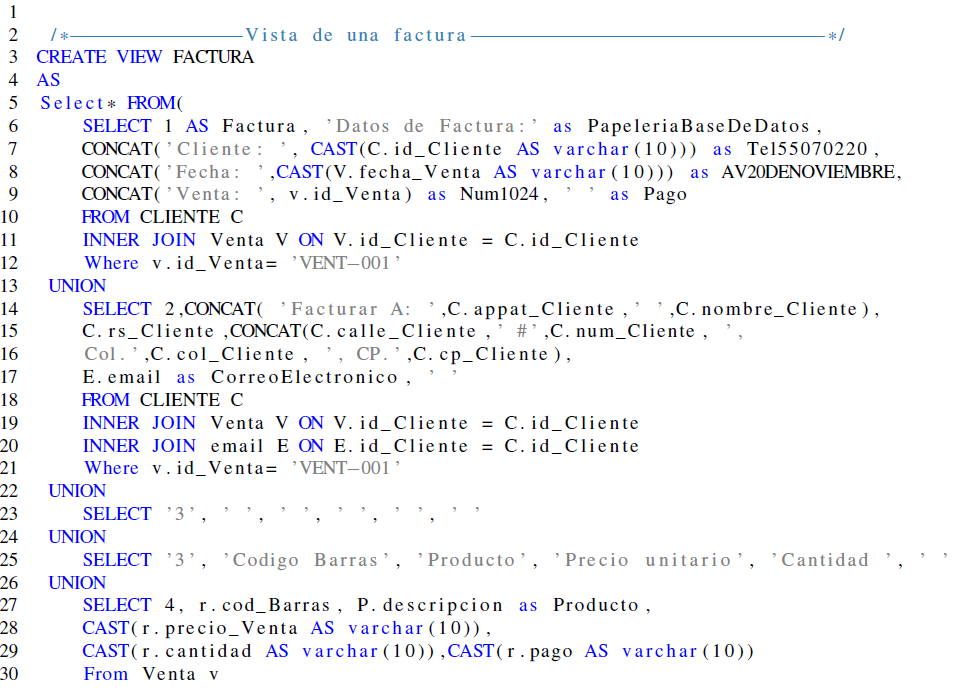 1
2 /*————————Vista de una factura————————————————*/
3 CREATE VIEW FACTURA
4 AS
5 Select* FROM(
6 SELECT 1 AS Factura, 'Datos de Factura:' as PapeleriaBaseDeDatos,
7 CONCAT('Cliente: ', CAST(C.id_Cliente AS varchar(10))) as Tel55070220,
8 CONCAT('Fecha: ',CAST(V.fecha_Venta AS varchar(10))) as AV20DENOVIEMBRE,
9 CONCAT('Venta: ', v.id_Venta) as Num1024, ' ' as Pago
10 FROM CLIENTE C
11 INNER JOIN Venta V ON V.id_Cliente = C.id_Cliente
12 Where v.id_Venta= 'VENT−001'
13 UNION
14 SELECT 2,CONCAT( 'Facturar A: ',C.appat_Cliente,' ',C.nombre_Cliente),
15 C.rs_Cliente,CONCAT(C.calle_Cliente,' #',C.num_Cliente, ',
16 Col.',C.col_Cliente, ', CP.',C.cp_Cliente),
17 E.email as CorreoElectronico, ' '
18 FROM CLIENTE C
19 INNER JOIN Venta V ON V.id_Cliente = C.id_Cliente
20 INNER JOIN email E ON E.id_Cliente = C.id_Cliente
21 Where v.id_Venta= 'VENT−001'
22 UNION
23 SELECT '3', ' ', ' ', ' ', ' ', ' '
24 UNION
25 SELECT '3', 'Codigo Barras', 'Producto', 'Precio unitario', 'Cantidad ', ' '
26 UNION
27 SELECT 4, r.cod_Barras, P.descripcion as Producto,
28 CAST(r.precio_Venta AS varchar(10)),
29 CAST(r.cantidad AS varchar(10)),CAST(r.pago AS varchar(10))
30 From Venta v